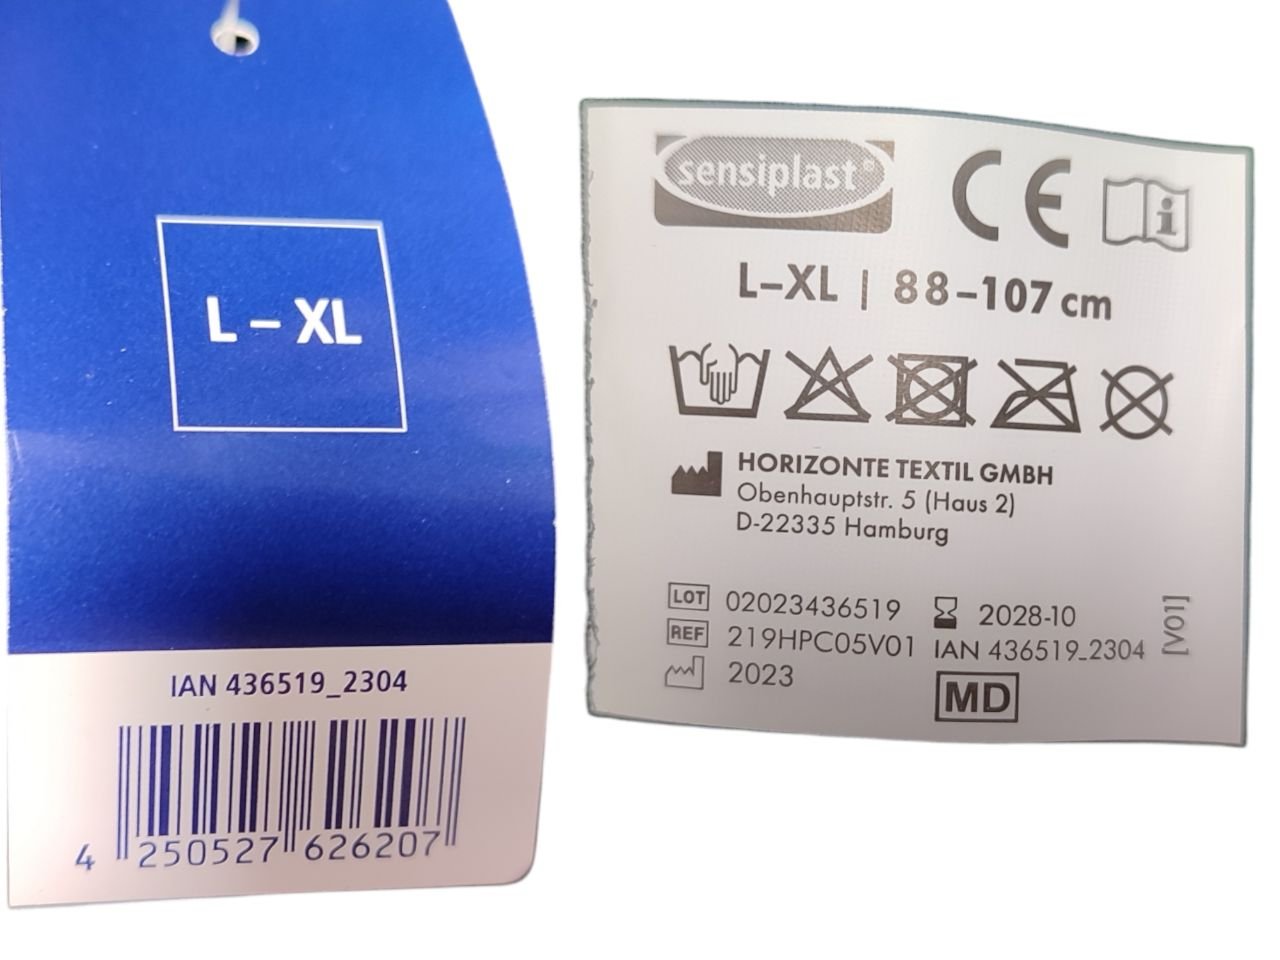 L – XL
IAN 436519_2304
4 250527 626207
sensiplast®
CE
i
L–XL | 88–107 cm
HORIZONTE TEXTIL GMBH
Obenhauptstr. 5 (Haus 2)
D-22335 Hamburg
LOT 02023436519 2028-10
REF 219HPC05V01 IAN 436519_2304
2023
MD
[V01]